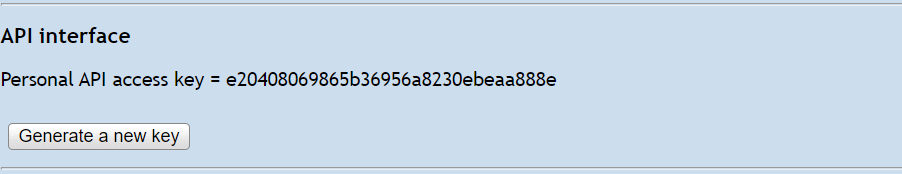 API interface
Personal API access key = e20408069865b36956a8230ebeaa888e
Generate a new key